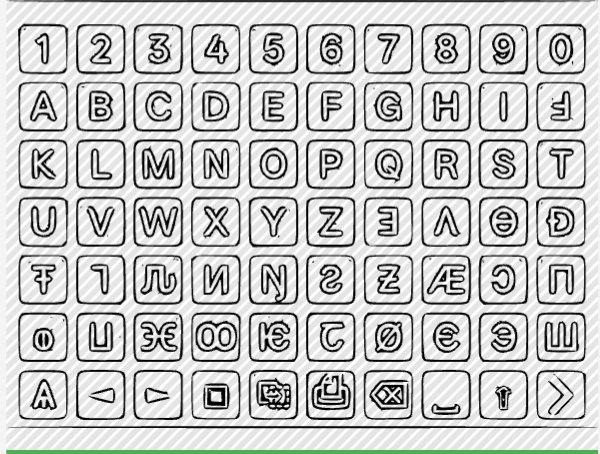 1 2 3 4 5 6 7 8 9 0
A B C D E F G H I Ⅎ
K L M N O P Q R S T
U V W X Y Z Ǝ Ʌ Ɵ Đ
Ŧ И Ŋ Ƨ Ƶ Æ Ɔ П
Ш Ø Є Э Ш